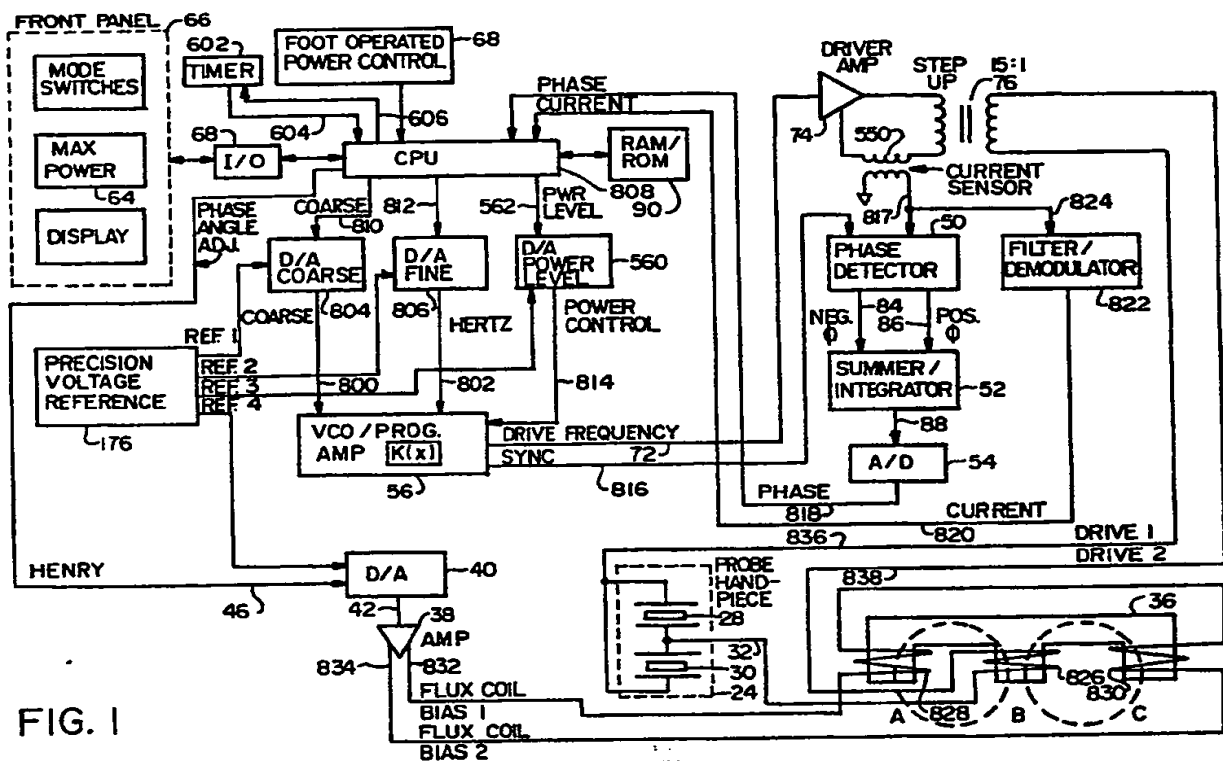 FRONT PANEL
66
MODE
SWITCHES
MAX
POWER
64
DISPLAY
602
TIMER
604
606
FOOT OPERATED
POWER CONTROL
68
68
I/O
CPU
808
RAM/
ROM
90
PHASE
CURRENT
DRIVER
AMP
74
STEP
UP
15:1
76
550
CURRENT
SENSOR
817
824
PHASE
ANGLE
ADJ.
COARSE
810
812
562
PWR
LEVEL
D/A
COARSE
804
D/A
FINE
806
D/A
POWER
LEVEL
560
50
PHASE
DETECTOR
FILTER/
DEMODULATOR
822
COARSE
HERTZ
POWER
CONTROL
NEG.
Φ
84
86
POS.
Φ
REF. 1
REF. 2
REF. 3
REF. 4
PRECISION
VOLTAGE
REFERENCE
176
800
802
814
SUMMER/
INTEGRATOR
52
88
VCO/PROG.
AMP
K(x)
56
DRIVE FREQUENCY
72
SYNC
816
A/D
54
PHASE
818
CURRENT
820
836
DRIVE 1
DRIVE 2
838
HENRY
46
D/A
40
42
38
AMP
834
832
PROBE
HAND-
PIECE
28
32
30
24
36
826
828
830
A
B
C
FLUX COIL
BIAS 1
FLUX COIL
BIAS 2
FIG. 1